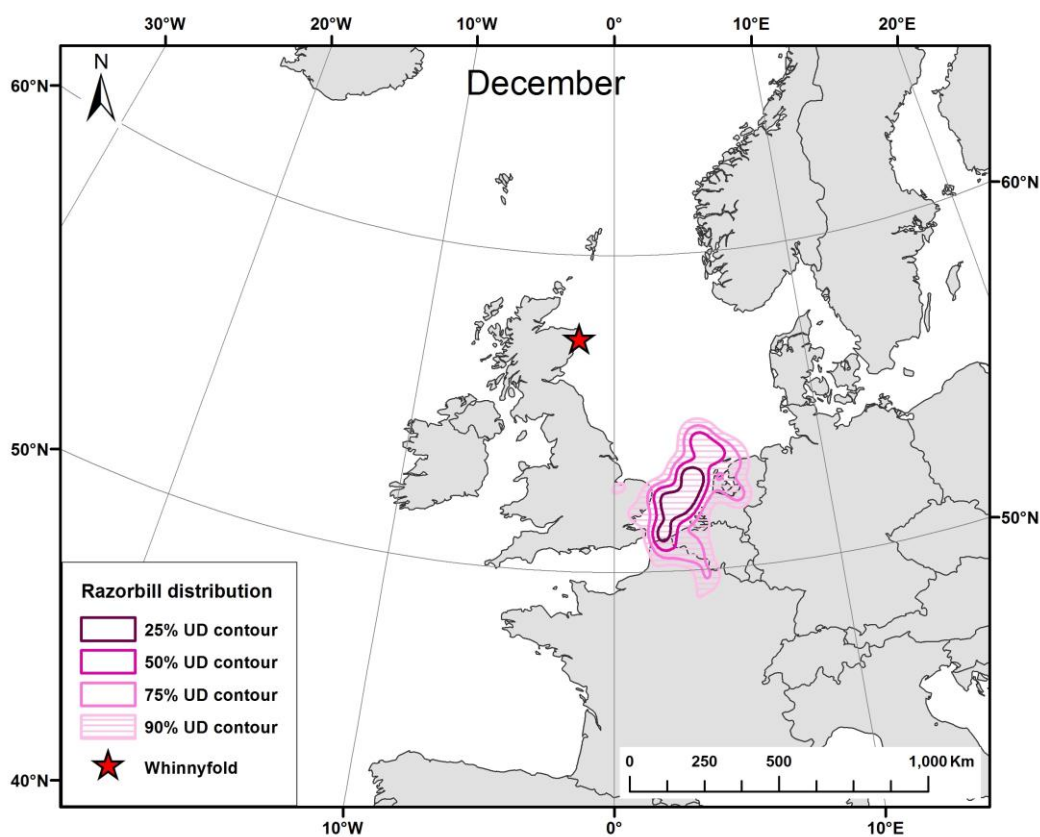 30°W 20°W 10°W 0° 10°E 20°E
N
December
60°N
60°N
50°N
50°N
Razorbill distribution
25% UD contour
50% UD contour
75% UD contour
90% UD contour
Whinnyfold
0 250 500 1,000 Km
40°N
10°W 0° 10°E